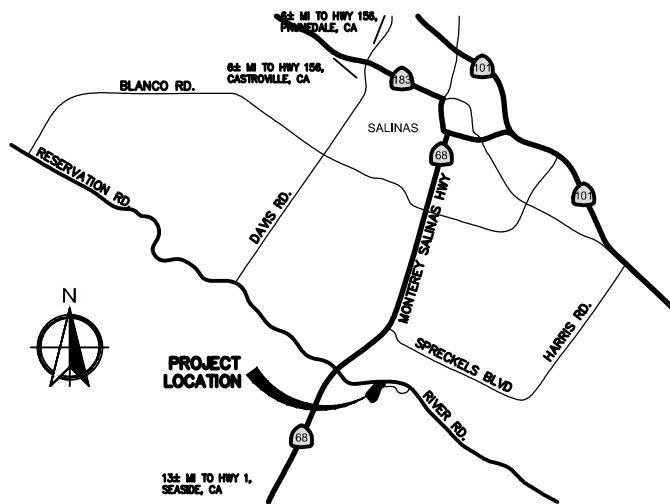 6± MI TO HWY 156,
PRUNEDALE, CA
6± MI TO HWY 156,
CASTROVILLE, CA
101
183
BLANCO RD.
SALINAS
68
RESERVATION RD.
DAVIS RD.
MONTEREY SALINAS HWY
101
N
HARRIS RD.
SPRECKELS BLVD
PROJECT
LOCATION
RIVER RD.
68
13± MI TO HWY 1,
SEASIDE, CA